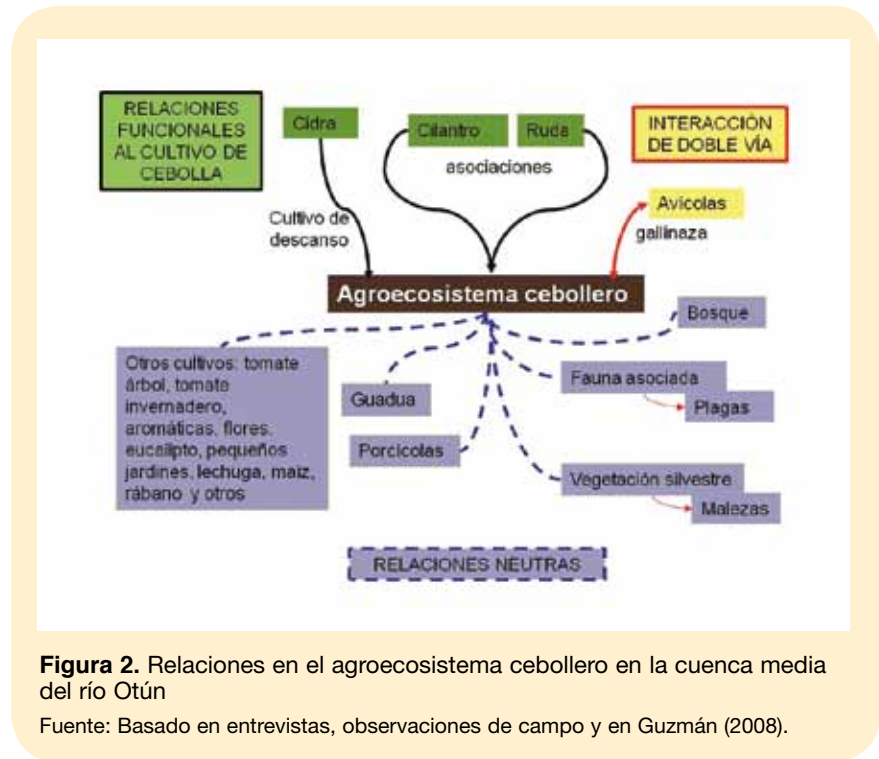 RELACIONES
FUNCIONALES
AL CULTIVO DE
CEBOLLA
Cidra
Cilantro
Ruda
asociaciones
INTERACCIÓN
DE DOBLE VÍA
Avícolas
gallinaza
Cultivo de
descanso
Agroecosistema cebollero
Otros cultivos: tomate
árbol, tomate
invernadero,
aromáticas, flores,
eucalipto, pequeños
jardines, lechuga, maíz,
rábano y otros
Guadua
Porcícolas
Bosque
Fauna asociada
Plagas
Vegetación silvestre
Malezas
RELACIONES NEUTRAS
Figura 2. Relaciones en el agroecosistema cebollero en la cuenca media
del río Otún
Fuente: Basado en entrevistas, observaciones de campo y en Guzmán (2008).